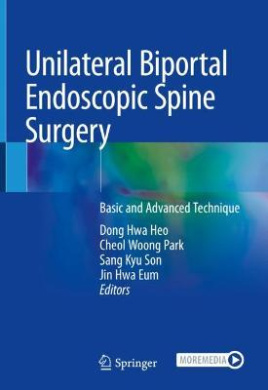 Unilateral Biportal
Endoscopic Spine
Surgery
Basic and Advanced Technique
Dong Hwa Heo
Cheol Woong Park
Sang Kyu Son
Jin Hwa Eum
Editors
Springer
MOREMEDIA